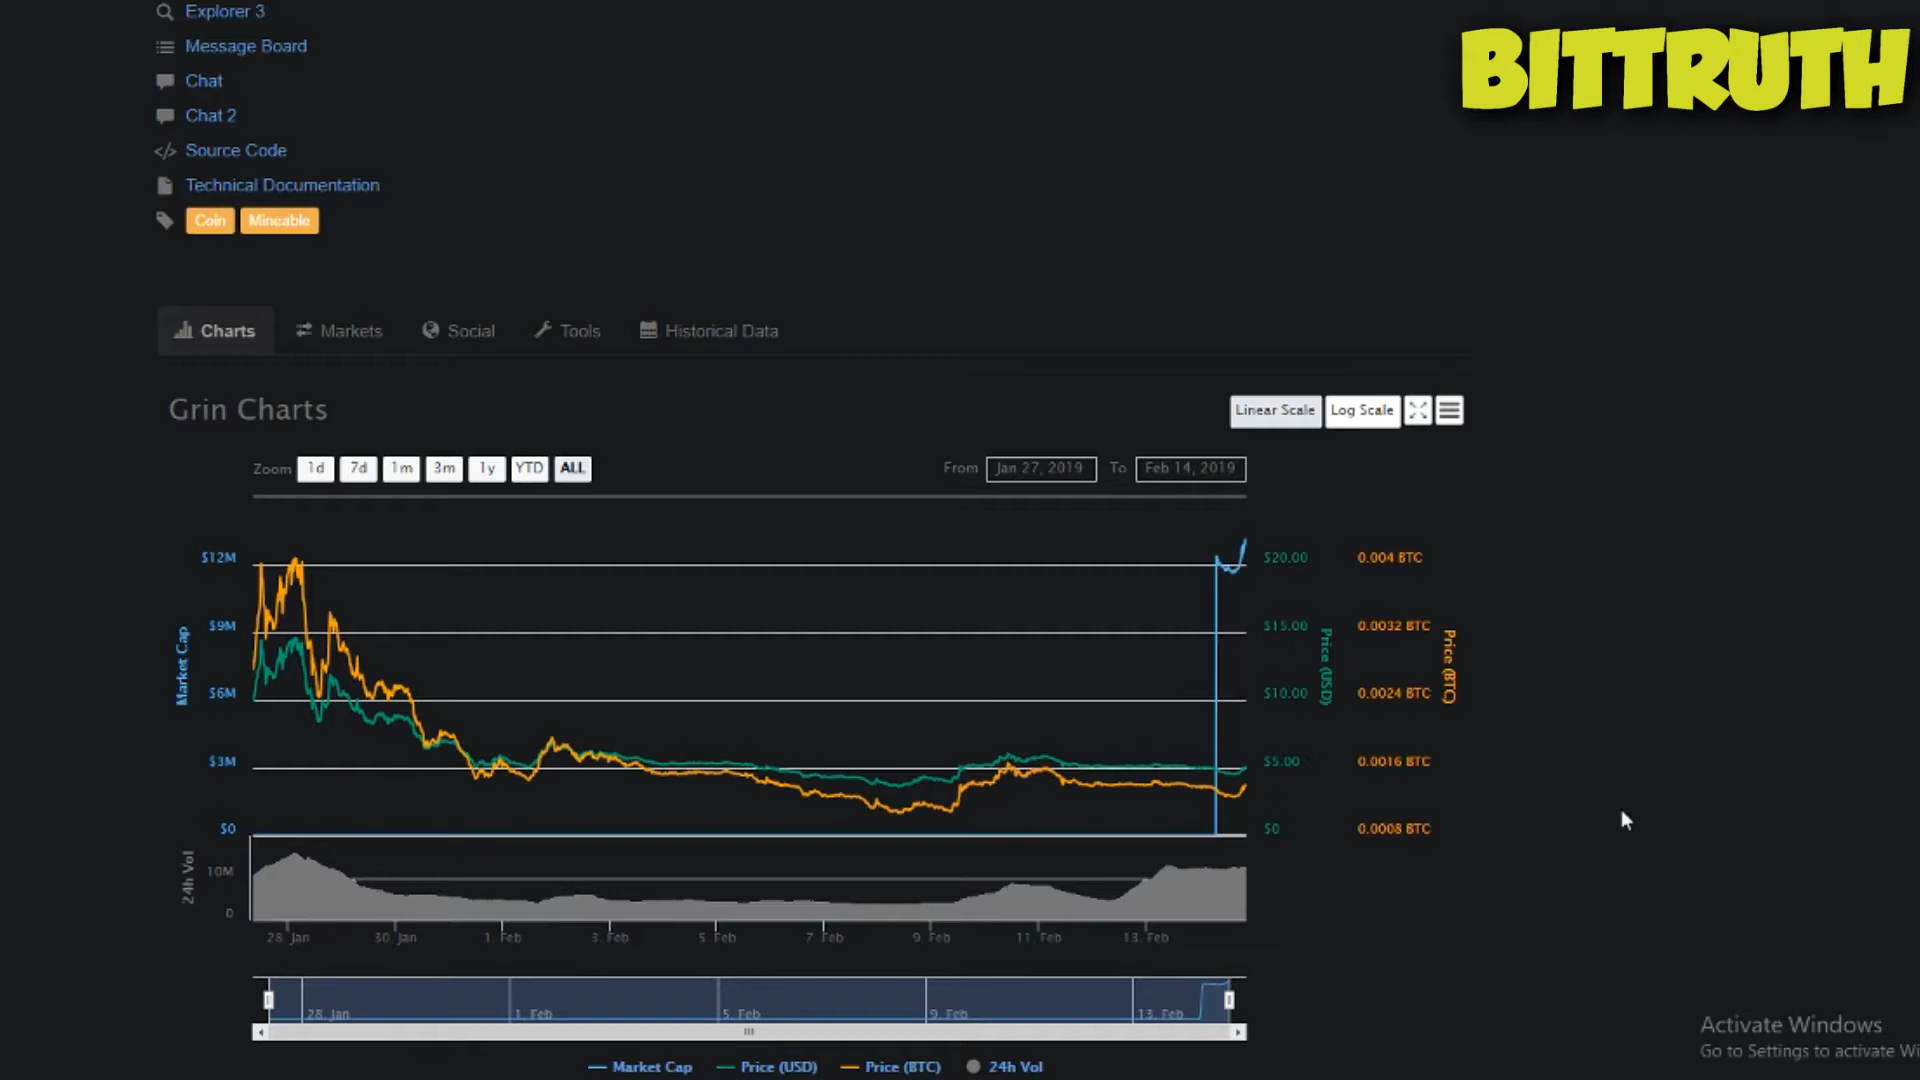 Explorer 3
BITTRUTH
Message Board
Chat
Chat 2
Source Code
Technical Documentation
Coin Mineable
Charts Markets Social Tools Historical Data
Grin Charts
Linear Scale Log Scale
Zoom 1d 7d 1m 3m 1y YTD ALL From Jan 27, 2019 To Feb 14, 2019
$12M $20.00 0.004 BTC
$9M $15.00 0.0032 BTC
Market Cap Price (USD) Price (BTC)
$6M $10.00 0.0024 BTC
$3M $5.00 0.0016 BTC
$0 $0 0.0008 BTC
24h Vol
10M
0
28. Jan 30. Jan 1. Feb 3. Feb 5. Feb 7. Feb 9. Feb 11. Feb 13. Feb
28. Jan 1. Feb 5. Feb 9. Feb 13. Feb
Activate Windows
Go to Settings to activate Wi
Market Cap Price (USD) Price (BTC) 24h Vol